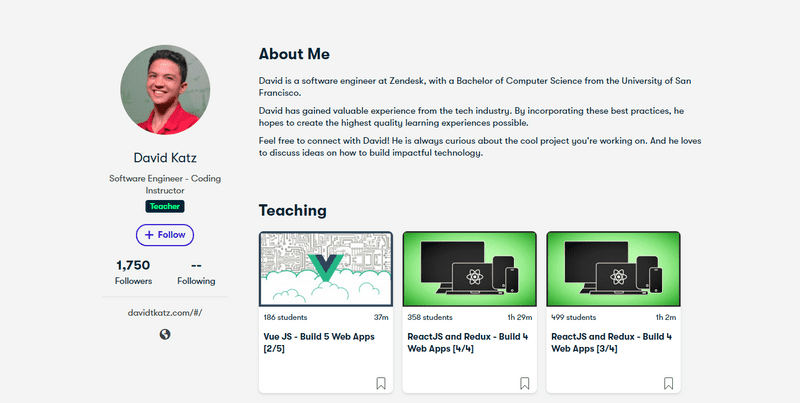 About Me
David is a software engineer at Zendesk, with a Bachelor of Computer Science from the University of San
Francisco.
David has gained valuable experience from the tech industry. By incorporating these best practices, he
hopes to create the highest quality learning experiences possible.
Feel free to connect with David! He is always curious about the cool project you're working on. And he loves
to discuss ideas on how to build impactful technology.
David Katz
Software Engineer - Coding
Instructor
Teacher
+ Follow
1,750 --
Followers Following
davidtkatz.com/#/
Teaching
186 students 37m
Vue JS - Build 5 Web Apps
[2/5]
358 students 1h 29m
ReactJS and Redux - Build 4
Web Apps [4/4]
499 students 1h 2m
ReactJS and Redux - Build 4
Web Apps [3/4]